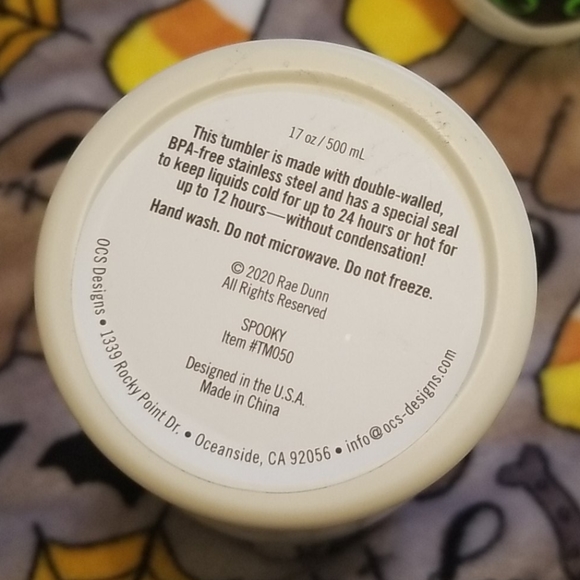 17 oz/500 mL
This tumbler is made with double-walled,
BPA-free stainless steel and has a special seal
to keep liquids cold for up to 24 hours or hot for
up to 12 hours—without condensation!
Hand wash. Do not microwave. Do not freeze.
© 2020 Rae Dunn
All Rights Reserved
SPOOKY
Item #TM050
Designed in the U.S.A.
Made in China
OCS Designs • 1339 Rocky Point Dr. • Oceanside, CA 92056 • info@ocs-designs.com